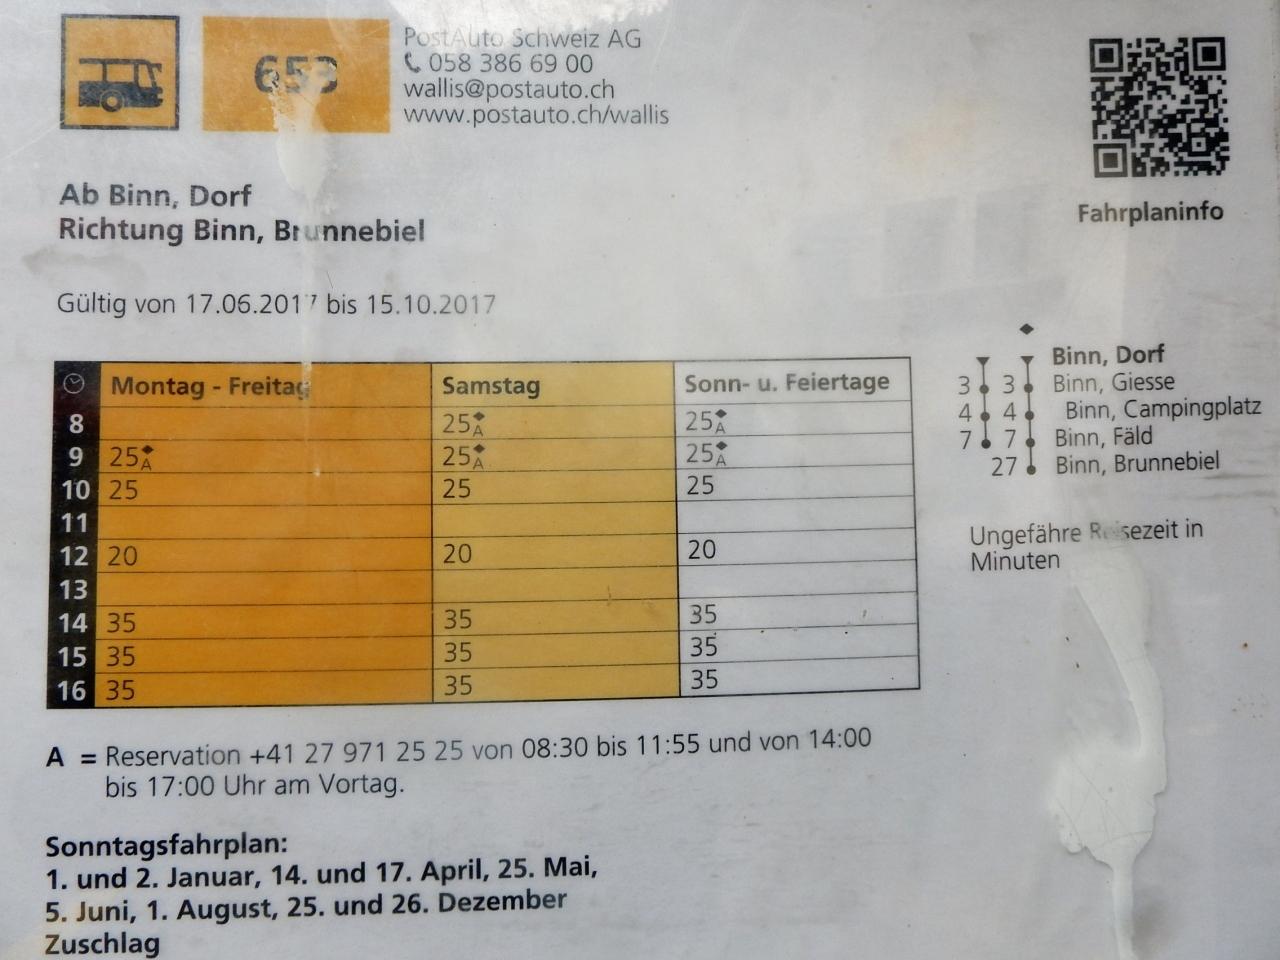 653
PostAuto Schweiz AG
058 386 69 00
wallis@postauto.ch
www.postauto.ch/wallis
Ab Binn, Dorf
Richtung Binn, Brunnebiel
Fahrplaninfo
Gültig von 17.06.2017 bis 15.10.2017
Montag - Freitag Samstag Sonn- u. Feiertage
8 25◆A 25◆A
9 25◆A 25◆A 25◆A
10 25 25 25
11
12 20 20 20
13
14 35 35 35
15 35 35 35
16 35 35 35
◆
Binn, Dorf
3 3 Binn, Giesse
4 4 Binn, Campingplatz
7 7 Binn, Fäld
27 Binn, Brunnebiel
Ungefähre Reisezeit in
Minuten
A = Reservation +41 27 971 25 25 von 08:30 bis 11:55 und von 14:00
bis 17:00 Uhr am Vortag.
Sonntagsfahrplan:
1. und 2. Januar, 14. und 17. April, 25. Mai,
5. Juni, 1. August, 25. und 26. Dezember
Zuschlag